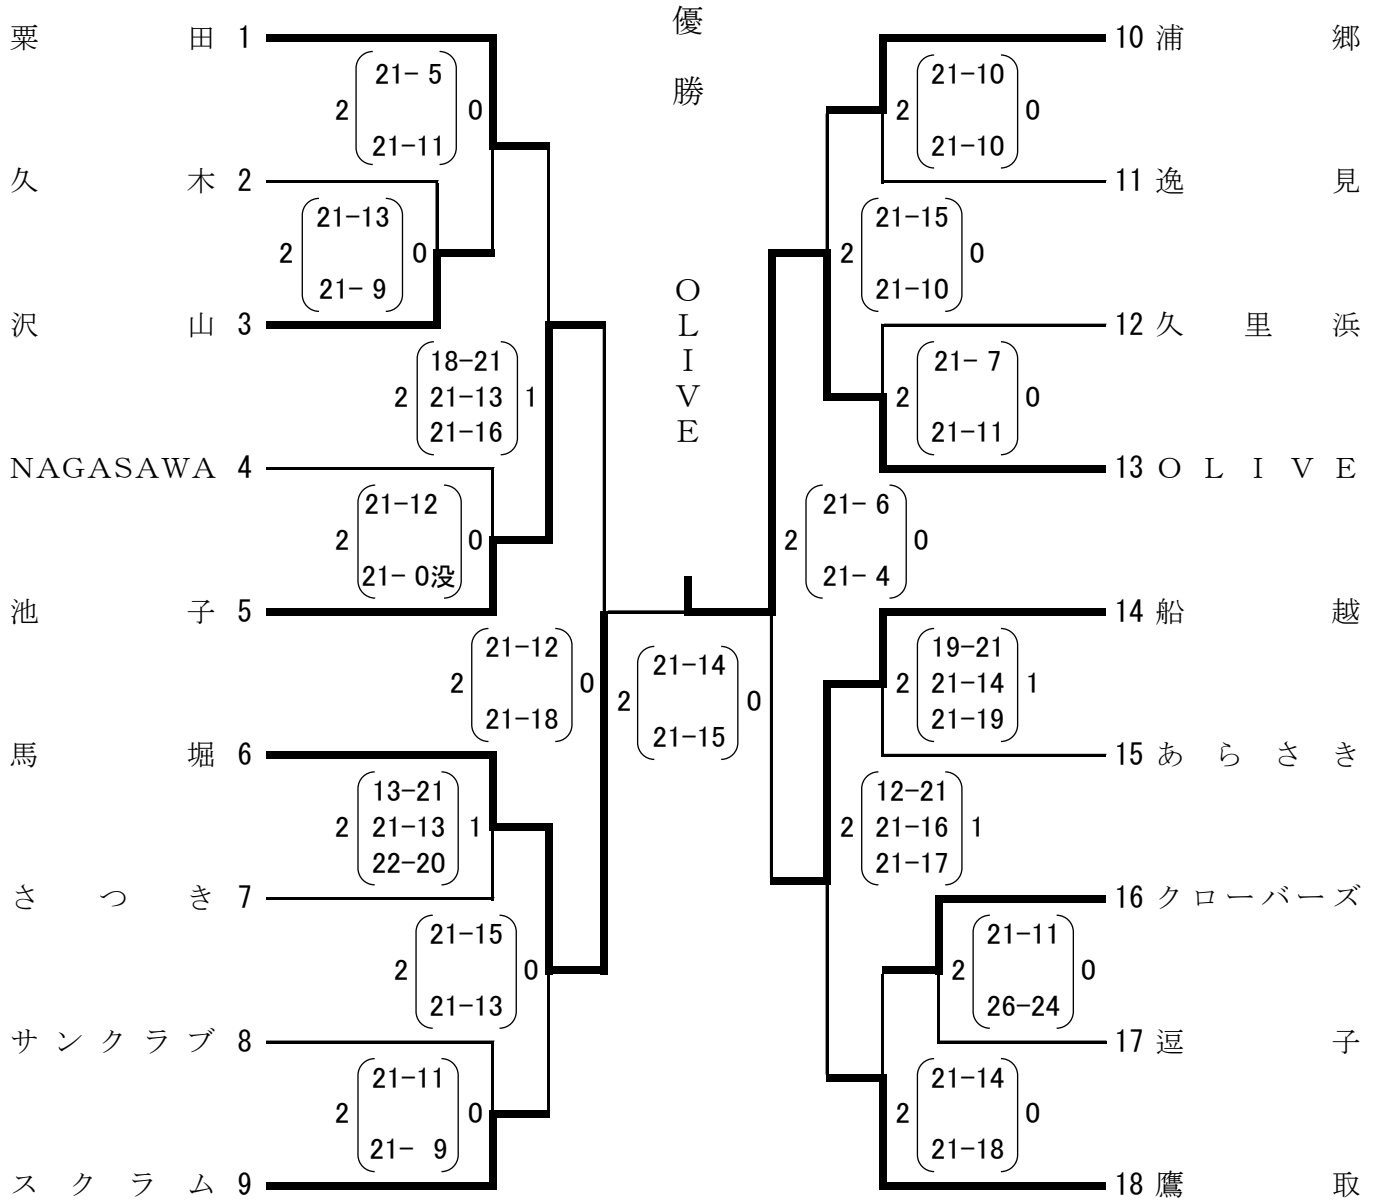 優勝
OLIVE
粟田 1
21- 5
2 0
21-11
久木 2
21-13
2 0
21- 9
沢山 3
18-21
2 21-13 1
21-16
NAGASAWA 4
21-12
2 0
21- 0没
池子 5
21-12
2 0
21-18
馬堀 6
13-21
2 21-13 1
22-20
さつき 7
21-15
2 0
21-13
サンクラブ 8
21-11
2 0
21- 9
スクラム 9
21-14
2 0
21-15
10 浦郷
21-10
2 0
21-10
11 逸見
21-15
2 0
21-10
12 久里浜
21- 7
2 0
21-11
13 OLIVE
21- 6
2 0
21- 4
14 船越
19-21
2 21-14 1
21-19
15 あらさき
12-21
2 21-16 1
21-17
16 クローバーズ
21-11
2 0
26-24
17 逗子
21-14
2 0
21-18
18 鷹取